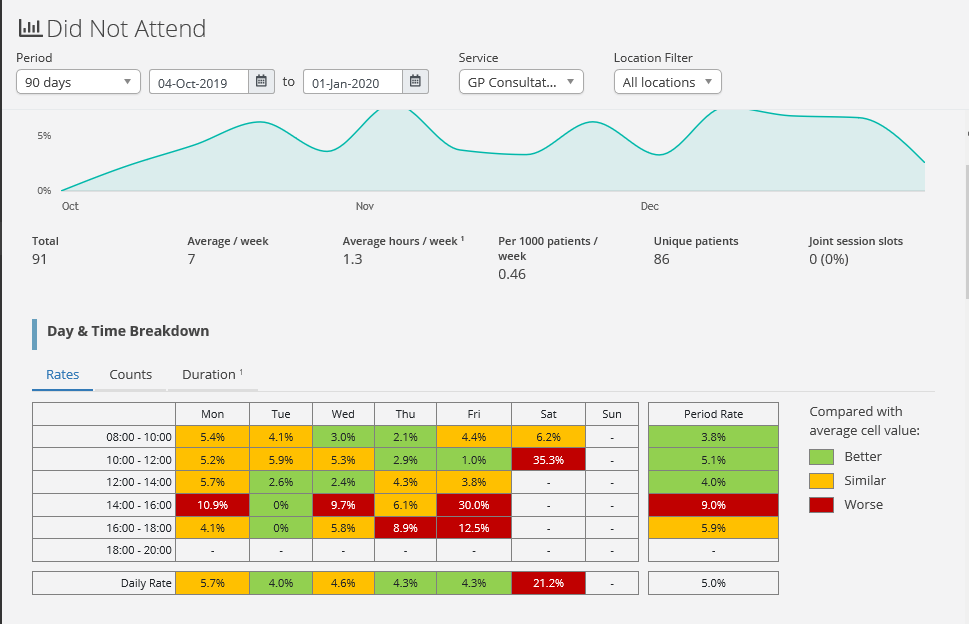 Did Not Attend
Period Service Location Filter
90 days 04-Oct-2019 to 01-Jan-2020 GP Consultat... All locations
5%
0%
Oct Nov Dec
Total Average / week Average hours / week ¹ Per 1000 patients / week Unique patients Joint session slots
91 7 1.3 0.46 86 0 (0%)
Day & Time Breakdown
Rates Counts Duration ¹
Mon Tue Wed Thu Fri Sat Sun Period Rate
08:00 - 10:00 5.4% 4.1% 3.0% 2.1% 4.4% 6.2% - 3.8%
10:00 - 12:00 5.2% 5.9% 5.3% 2.9% 1.0% 35.3% - 5.1%
12:00 - 14:00 5.7% 2.6% 2.4% 4.3% 3.8% - - 4.0%
14:00 - 16:00 10.9% 0% 9.7% 6.1% 30.0% - - 9.0%
16:00 - 18:00 4.1% 0% 5.8% 8.9% 12.5% - - 5.9%
18:00 - 20:00 - - - - - - - -
Daily Rate 5.7% 4.0% 4.6% 4.3% 4.3% 21.2% - 5.0%
Compared with
average cell value:
Better
Similar
Worse